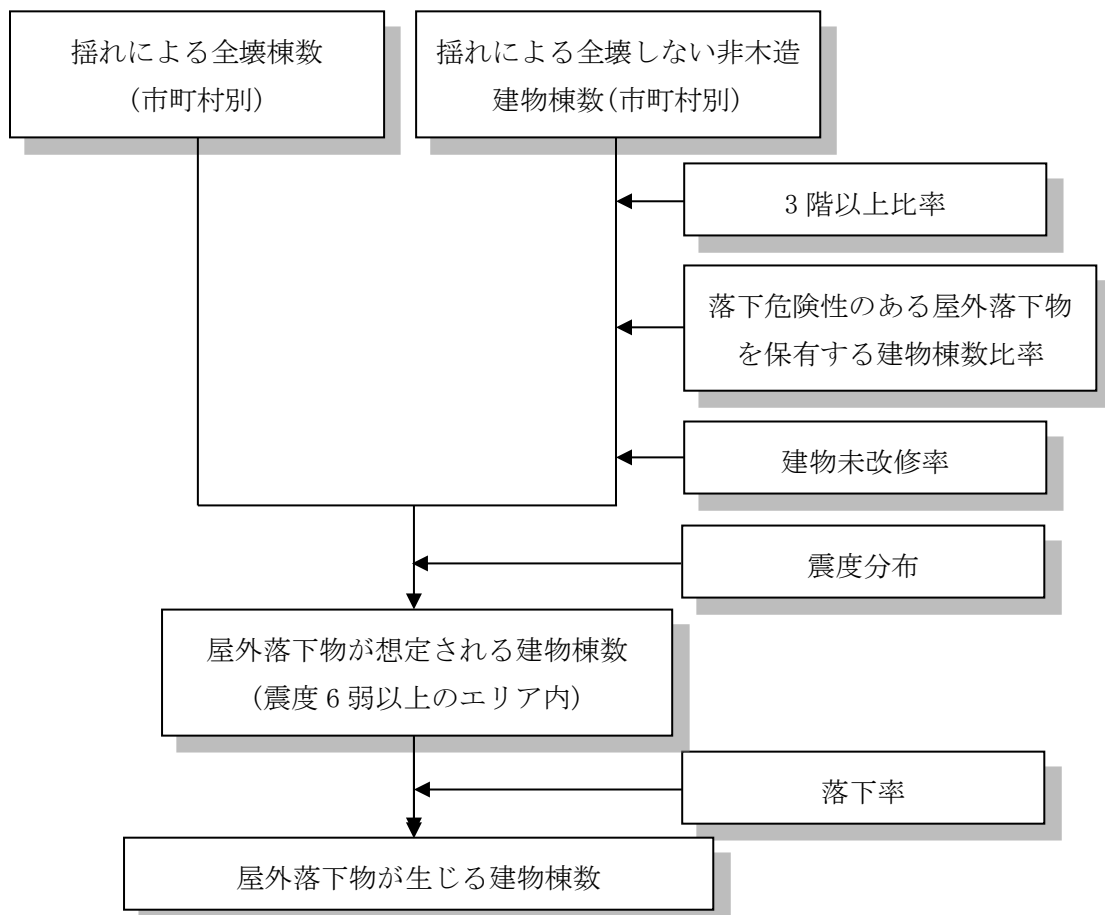 揺れによる全壊棟数
(市町村別)
揺れによる全壊しない非木造
建物棟数(市町村別)
3 階以上比率
落下危険性のある屋外落下物
を保有する建物棟数比率
建物未改修率
震度分布
屋外落下物が想定される建物棟数
(震度 6 弱以上のエリア内)
落下率
屋外落下物が生じる建物棟数